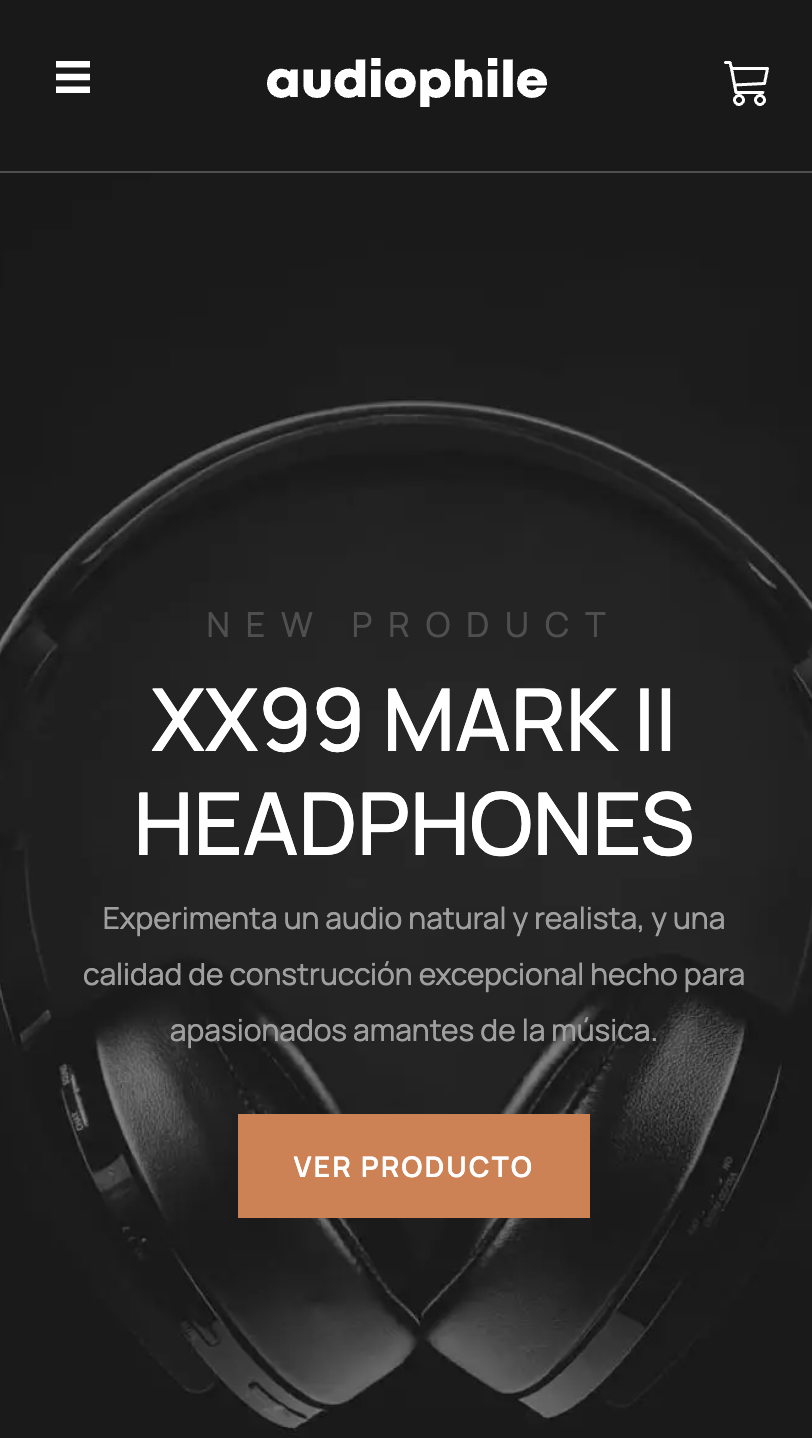 audiophile
NEW PRODUCT
XX99 MARK II
HEADPHONES
Experimenta un audio natural y realista, y una
calidad de construcción excepcional hecho para
apasionados amantes de la música.
VER PRODUCTO